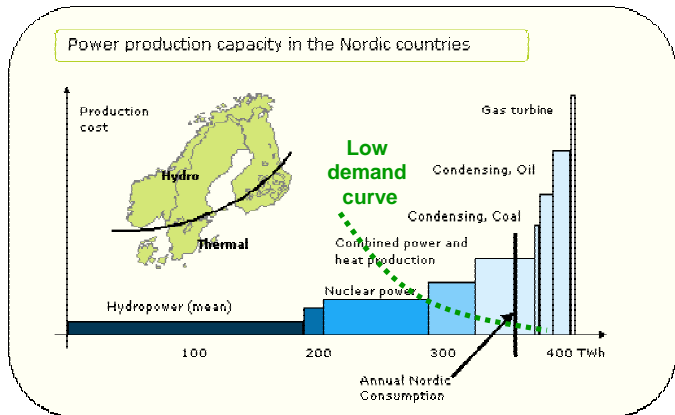 Power production capacity in the Nordic countries
Production
cost
Gas turbine
Low
demand
curve
Hydro
Condensing, Oil
Condensing, Coal
Thermal
Combined power and
heat production
Nuclear power
Hydropower (mean)
100
200
300
400 TWh
Annual Nordic
Consumption